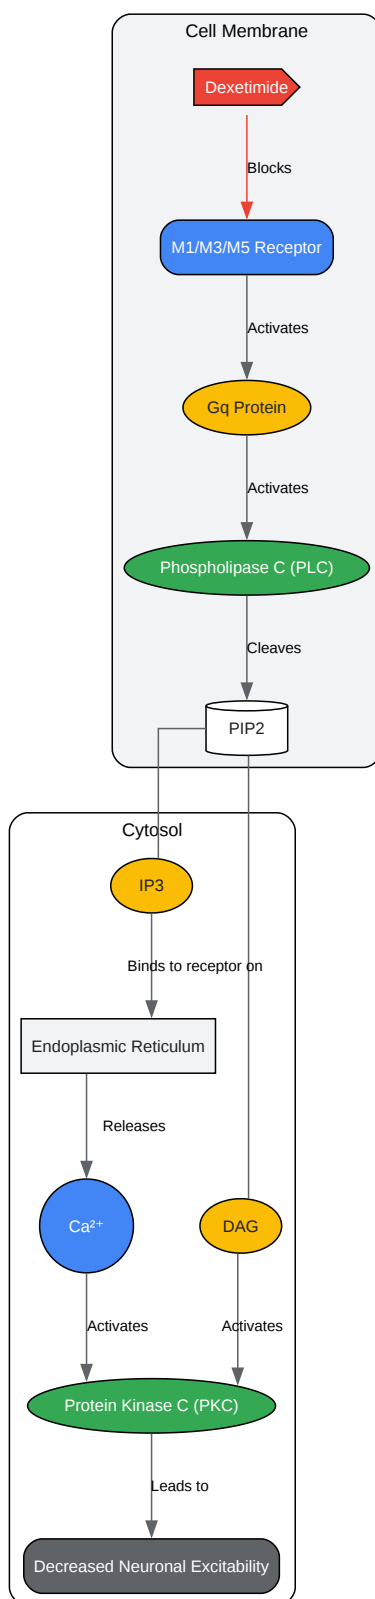 Cell Membrane
Dexetimide
Blocks
M1/M3/M5 Receptor
Activates
Gq Protein
Activates
Phospholipase C (PLC)
Cleaves
PIP2
Cytosol
IP3
Binds to receptor on
Endoplasmic Reticulum
Releases
Ca²⁺
DAG
Activates
Activates
Protein Kinase C (PKC)
Leads to
Decreased Neuronal Excitability